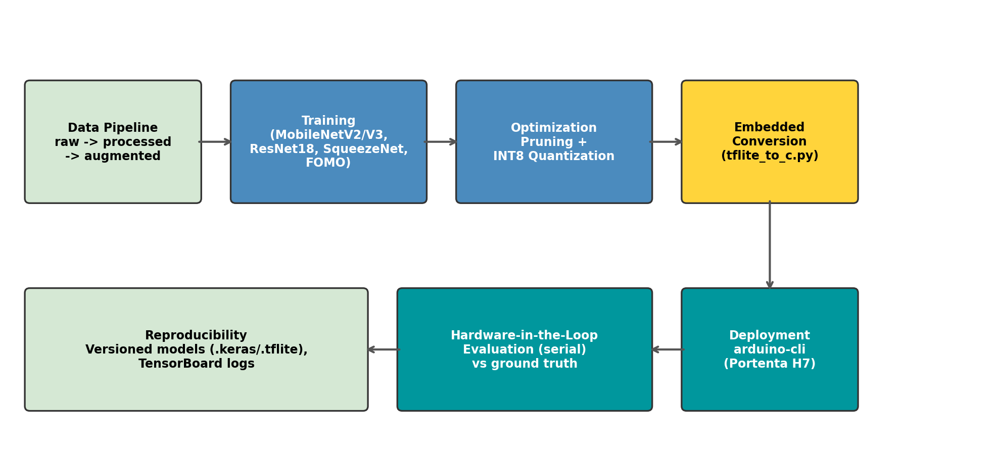 Data Pipeline
raw -> processed
-> augmented
Training
(MobileNetV2/V3,
ResNet18, SqueezeNet,
FOMO)
Optimization
Pruning +
INT8 Quantization
Embedded
Conversion
(tflite_to_c.py)
Reproducibility
Versioned models (.keras/.tflite),
TensorBoard logs
Hardware-in-the-Loop
Evaluation (serial)
vs ground truth
Deployment
arduino-cli
(Portenta H7)